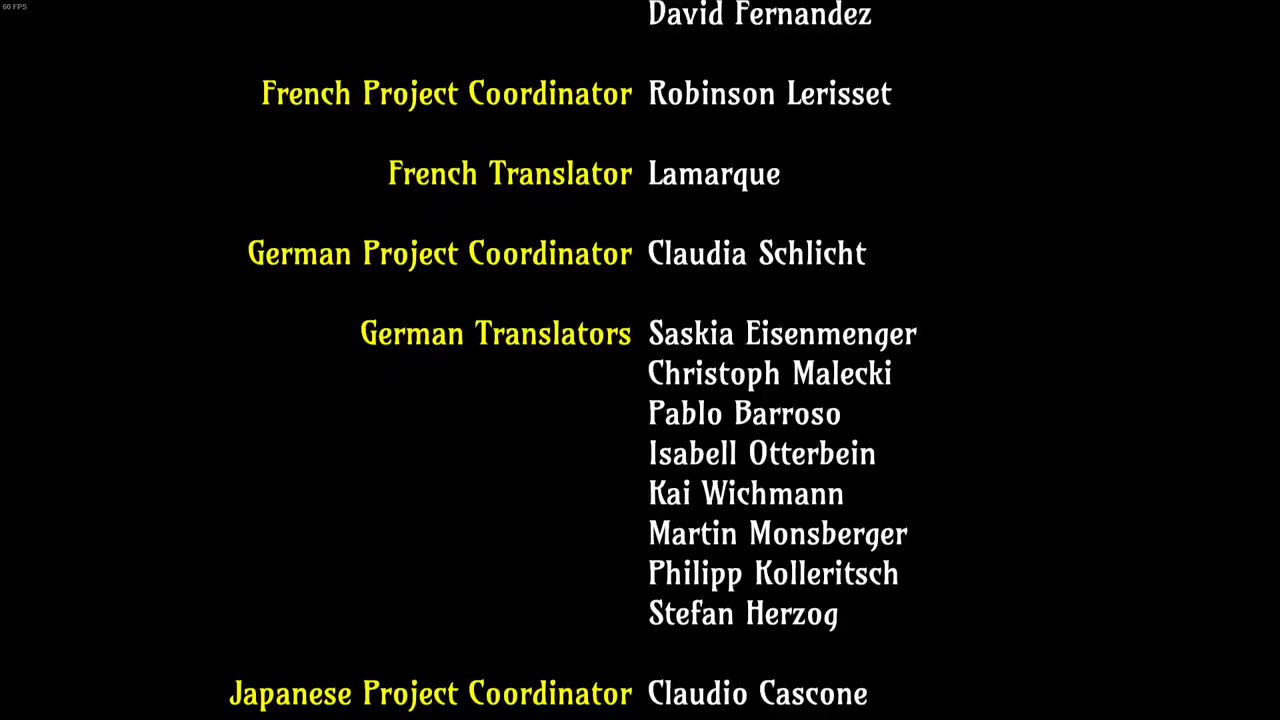 60 FPS
David Fernandez
French Project Coordinator Robinson Lerisset
French Translator Lamarque
German Project Coordinator Claudia Schlicht
German Translators Saskia Eisenmenger
Christoph Malecki
Pablo Barroso
Isabell Otterbein
Kai Wichmann
Martin Monsberger
Philipp Kolleritsch
Stefan Herzog
Japanese Project Coordinator Claudio Cascone